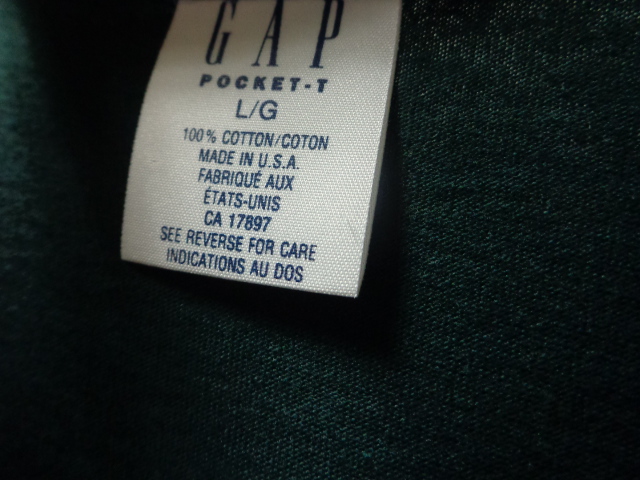 GAP
POCKET-T
L/G
100% COTTON/COTON
MADE IN U.S.A.
FABRIQUÉ AUX
ÉTATS-UNIS
CA 17897
SEE REVERSE FOR CARE
INDICATIONS AU DOS